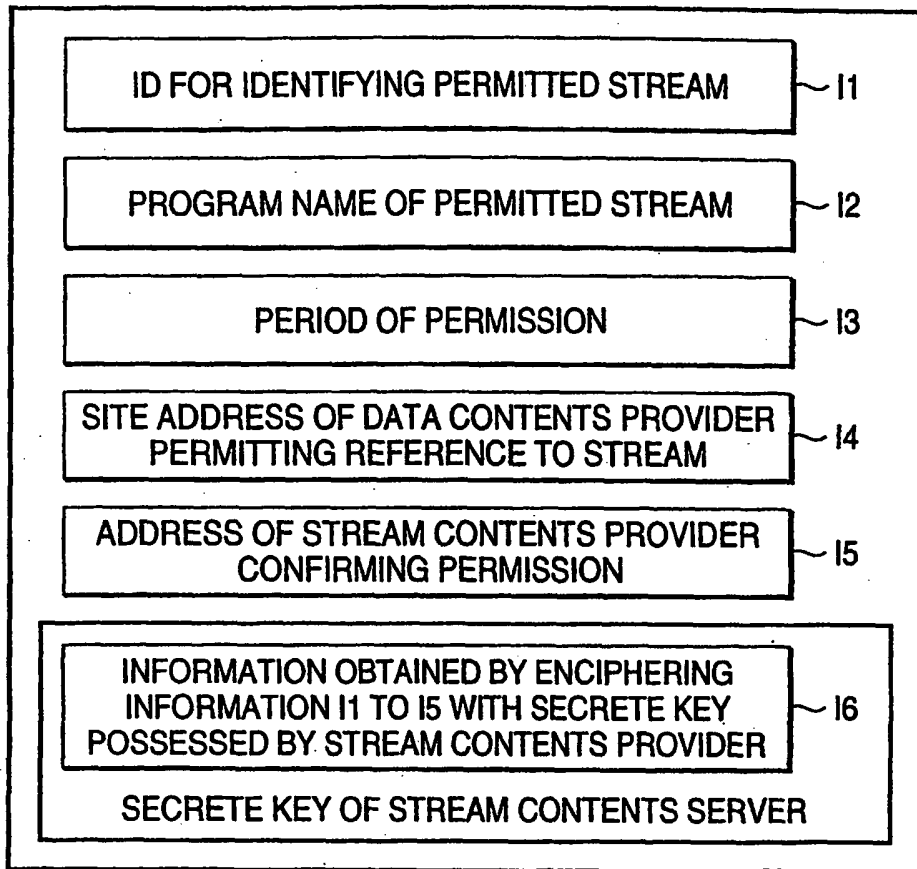 ID FOR IDENTIFYING PERMITTED STREAM I1
PROGRAM NAME OF PERMITTED STREAM I2
PERIOD OF PERMISSION I3
SITE ADDRESS OF DATA CONTENTS PROVIDER
PERMITTING REFERENCE TO STREAM I4
ADDRESS OF STREAM CONTENTS PROVIDER
CONFIRMING PERMISSION I5
INFORMATION OBTAINED BY ENCIPHERING
INFORMATION I1 TO I5 WITH SECRETE KEY I6
POSSESSED BY STREAM CONTENTS PROVIDER
SECRETE KEY OF STREAM CONTENTS SERVER